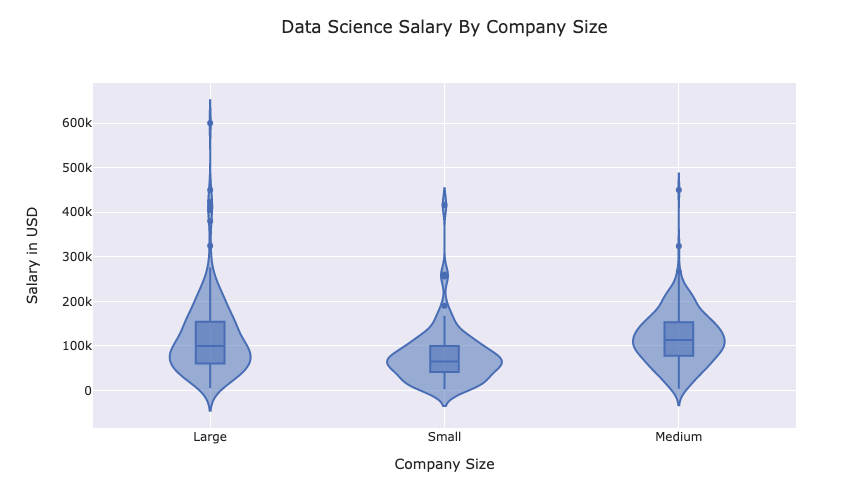 Data Science Salary By Company Size
Salary in USD
600k
500k
400k
300k
200k
100k
0
Large
Small
Medium
Company Size